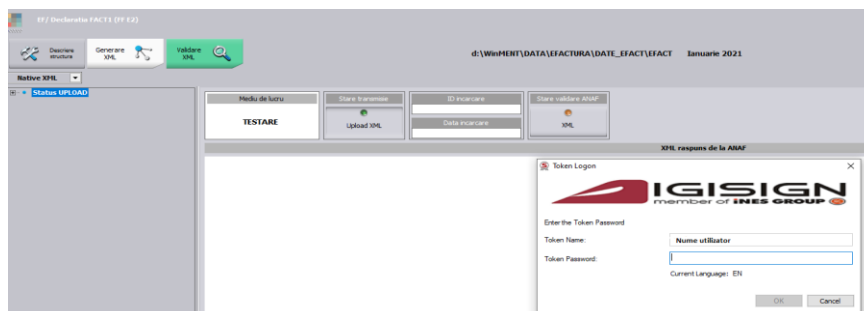 EF/ Declaratia FACT1 (FF E2)
Descriere
structura
Generare
XML
Validare
XML
d:\WinMENT\DATA\EFACTURA\DATE_EFACT\EFACT Ianuarie 2021
Native XML
Status UPLOAD
Mediu de lucru
TESTARE
Stare transmisie
Upload XML
ID incarcare
Data incarcare
Stare validare ANAF
XML
XML raspuns de la ANAF
Token Logon
DIGISIGN
member of iNES GROUP
Enter the Token Password
Token Name: Nume utilizator
Token Password:
Current Language: EN
OK Cancel